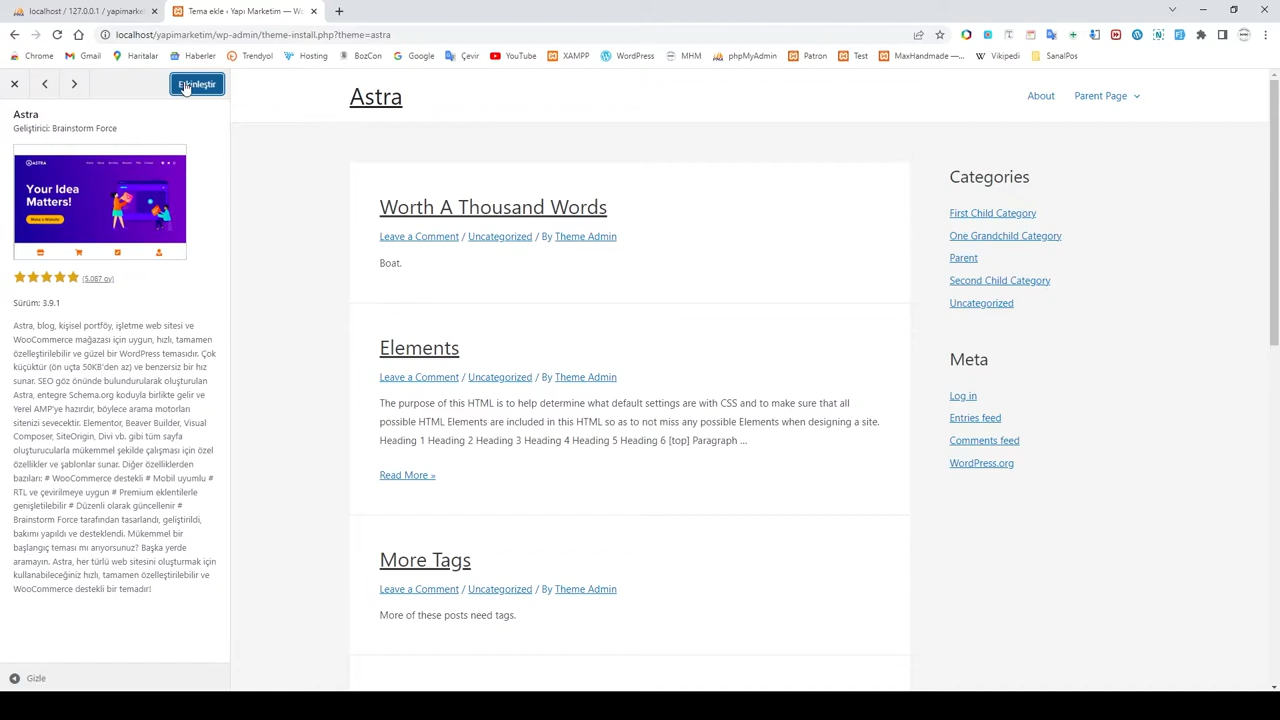 localhost / 127.0.0.1 / yapimarket
Tema ekle ‹ Yapı Marketim — Wo
localhost/yapimarketim/wp-admin/theme-install.php?theme=astra
Chrome
Gmail
Haritalar
Haberler
Trendyol
Hosting
BozCon
Google
Çevir
YouTube
XAMPP
WordPress
MHM
phpMyAdmin
Patron
Test
MaxHandmade —...
Vikipedi
SanalPos
Etkinleştir
Astra
Geliştirici: Brainstorm Force
ASTRA
Your Idea
Matters!
(5.087 oy)
Sürüm: 3.9.1
Astra, blog, kişisel portföy, işletme web sitesi ve
WooCommerce mağazası için uygun, hızlı, tamamen
özelleştirilebilir ve güzel bir WordPress temasıdır. Çok
küçüktür (ön uçta 50KB'den az) ve benzersiz bir hız
sunar. SEO göz önünde bulundurularak oluşturulan
Astra, entegre Schema.org koduyla birlikte gelir ve
Yerel AMP'ye hazırdır, böylece arama motorları
sitenizi sevecektir. Elementor, Beaver Builder, Visual
Composer, SiteOrigin, Divi vb. gibi tüm sayfa
oluşturucularla mükemmel şekilde çalışması için özel
özellikler ve şablonlar sunar. Diğer özelliklerden
bazıları: # WooCommerce destekli # Mobil uyumlu #
RTL ve çevirilmeye uygun # Premium eklentilerle
genişletilebilir # Düzenli olarak güncellenir #
Brainstorm Force tarafından tasarlandı, geliştirildi,
bakımı yapıldı ve desteklendi. Mükemmel bir
başlangıç teması mı arıyorsunuz? Başka yerde
aramayın. Astra, her türlü web sitesini oluşturmak için
kullanabileceğiniz hızlı, tamamen özelleştirilebilir ve
WooCommerce destekli bir temadır!
Gizle
Astra
About
Parent Page
Worth A Thousand Words
Leave a Comment / Uncategorized / By Theme Admin
Boat.
Elements
Leave a Comment / Uncategorized / By Theme Admin
The purpose of this HTML is to help determine what default settings are with CSS and to make sure that all
possible HTML Elements are included in this HTML so as to not miss any possible Elements when designing a site.
Heading 1 Heading 2 Heading 3 Heading 4 Heading 5 Heading 6 [top] Paragraph ...
Read More »
More Tags
Leave a Comment / Uncategorized / By Theme Admin
More of these posts need tags.
Categories
First Child Category
One Grandchild Category
Parent
Second Child Category
Uncategorized
Meta
Log in
Entries feed
Comments feed
WordPress.org